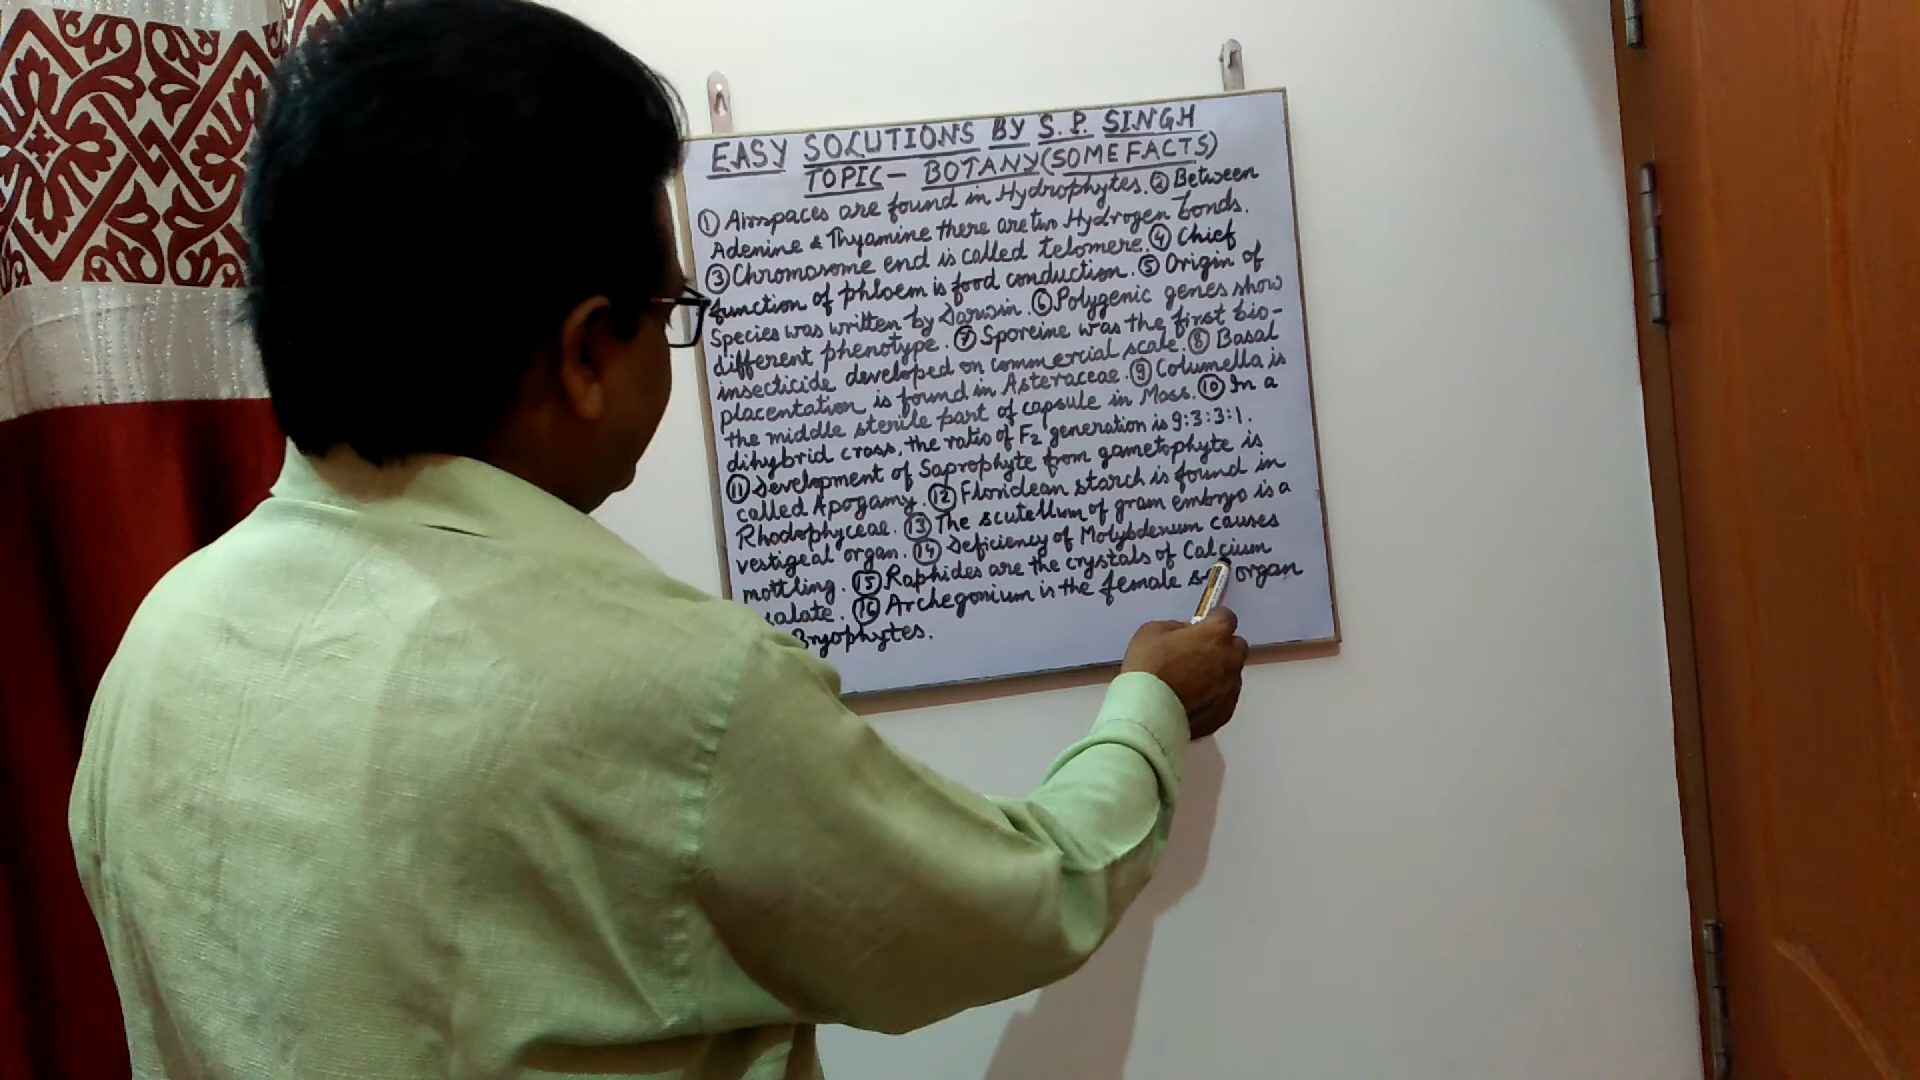 EASY SOLUTIONS BY S.P. SINGH
TOPIC- BOTANY(SOME FACTS)
① Airspaces are found in Hydrophytes. ② Between
Adenine & Thyamine there are two Hydrogen bonds.
③ Chromosome end is called telomere. ④ Chief
function of phloem is food conduction. ⑤ Origin of
Species was written by Darwin. ⑥ Polygenic genes show
different phenotype. ⑦ Sporeine was the first bio-
insecticide developed on commercial scale. ⑧ Basal
placentation is found in Asteraceae. ⑨ Columella is
the middle sterile part of capsule in Moss. ⑩ In a
dihybrid cross, the ratio of F2 generation is 9:3:3:1.
⑪ Development of Saprophyte from gametophyte is
called Apogamy. ⑫ Floridean starch is found in
Rhodophyceae. ⑬ The scutellum of gram embryo is a
vestigeal organ. ⑭ Deficiency of Molybdenum causes
mottling. ⑮ Raphides are the crystals of Calcium
alate. ⑯ Archegonium is the female organ
Bryophytes.